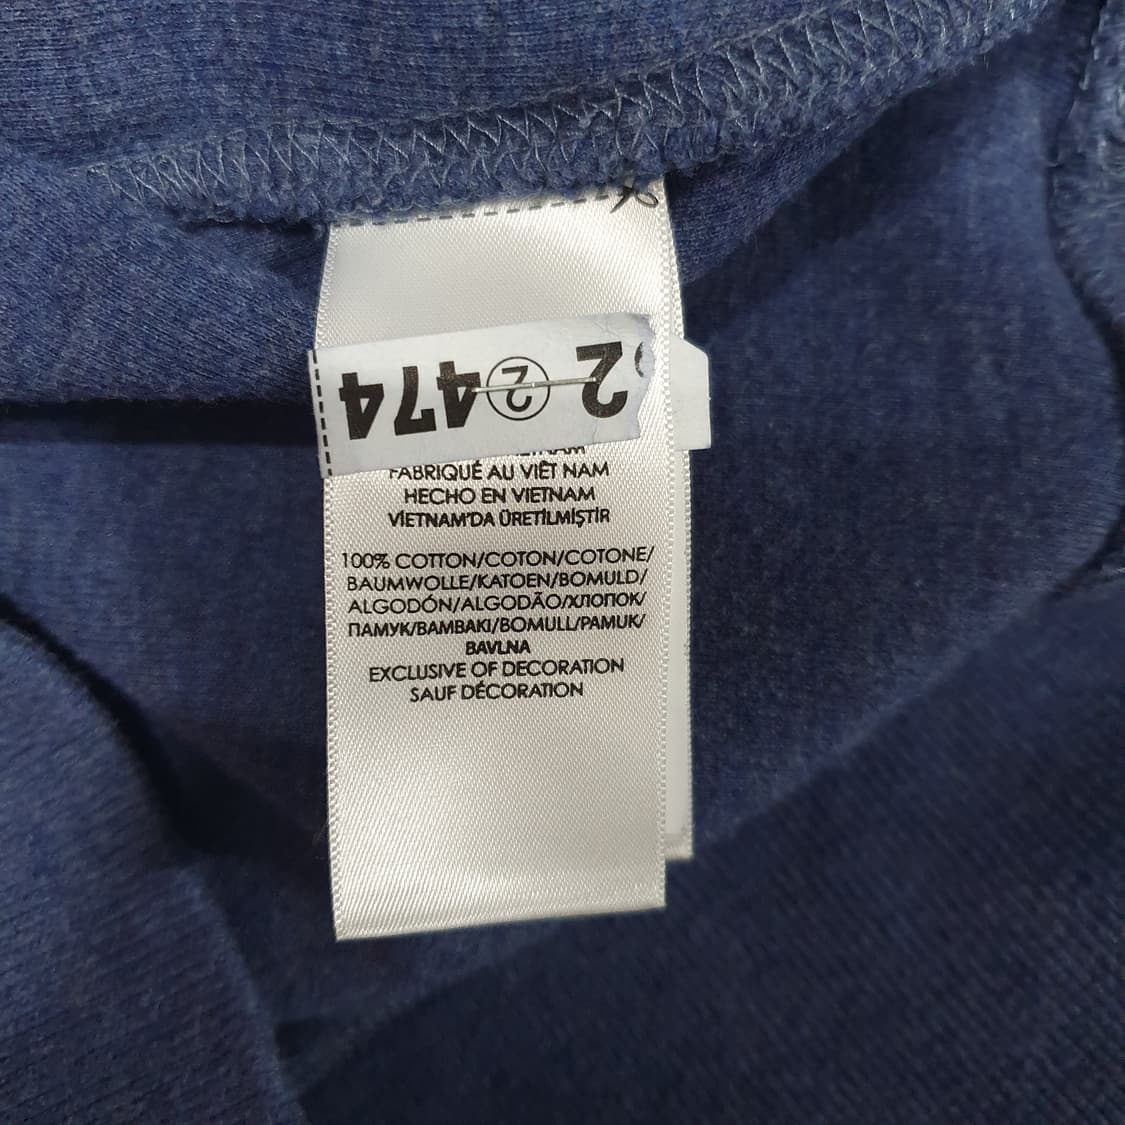 474 2 2
FABRIQUÉ AU VIÊT NAM
HECHO EN VIETNAM
VİETNAM'DA ÜRETİLMİŞTİR
100% COTTON/COTON/COTONE/
BAUMWOLLE/KATOEN/BOMULD/
ALGODÓN/ALGODÃO/ХЛОПОК/
ПАМУК/ΒΑΜΒΑΚΙ/BOMULL/PAMUK/
BAVLNA
EXCLUSIVE OF DECORATION
SAUF DÉCORATION